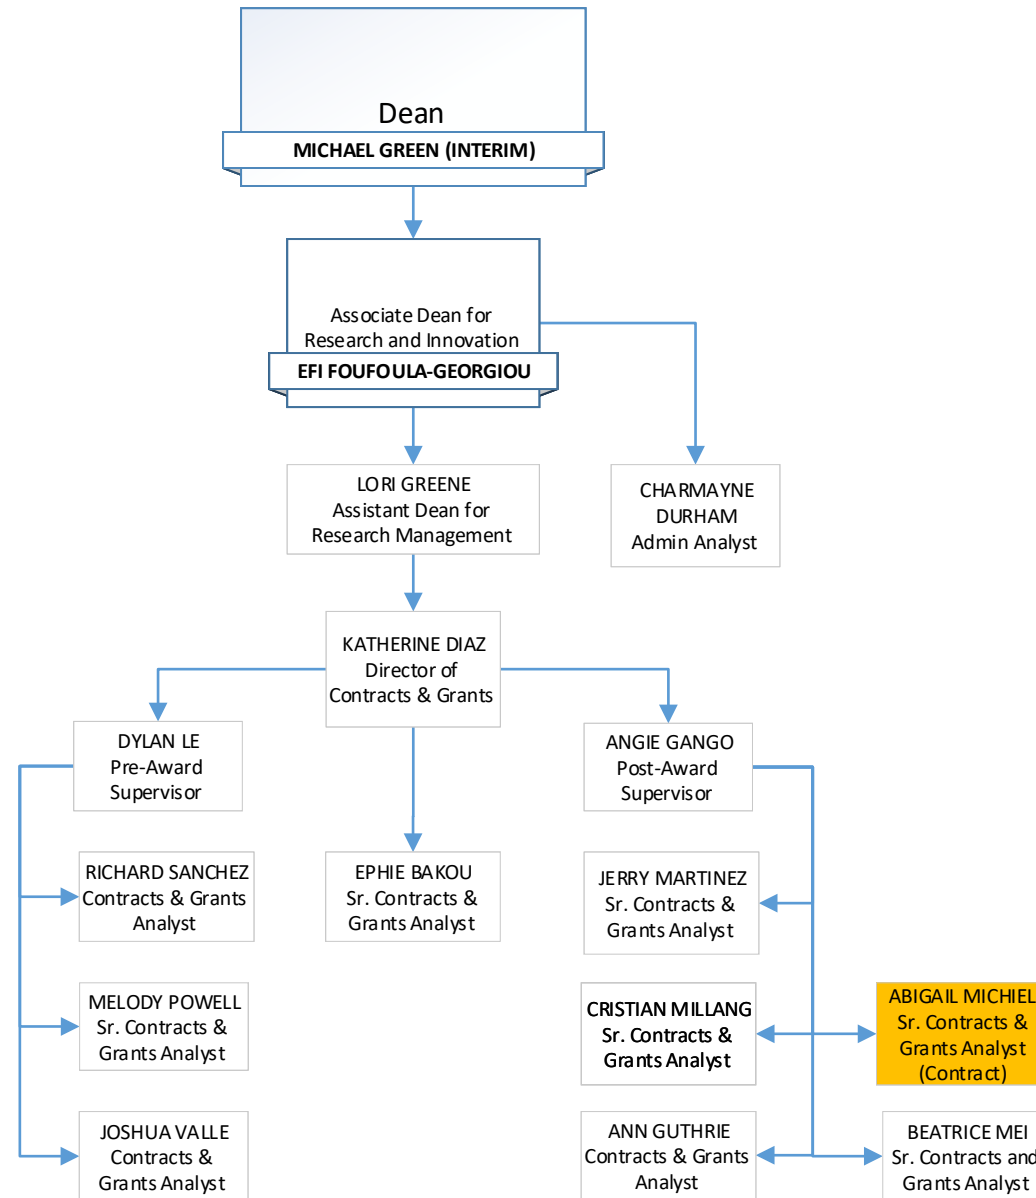 Dean
MICHAEL GREEN (INTERIM)
Associate Dean for
Research and Innovation
EFI FOUFOULA-GEORGIOU
LORI GREENE
Assistant Dean for
Research Management
CHARMAYNE
DURHAM
Admin Analyst
KATHERINE DIAZ
Director of
Contracts & Grants
DYLAN LE
Pre-Award
Supervisor
ANGIE GANGO
Post-Award
Supervisor
RICHARD SANCHEZ
Contracts & Grants
Analyst
EPHIE BAKOU
Sr. Contracts &
Grants Analyst
JERRY MARTINEZ
Sr. Contracts &
Grants Analyst
MELODY POWELL
Sr. Contracts &
Grants Analyst
CRISTIAN MILLANG
Sr. Contracts &
Grants Analyst
ABIGAIL MICHIEL
Sr. Contracts &
Grants Analyst
(Contract)
JOSHUA VALLE
Contracts &
Grants Analyst
ANN GUTHRIE
Contracts & Grants
Analyst
BEATRICE MEI
Sr. Contracts and
Grants Analyst